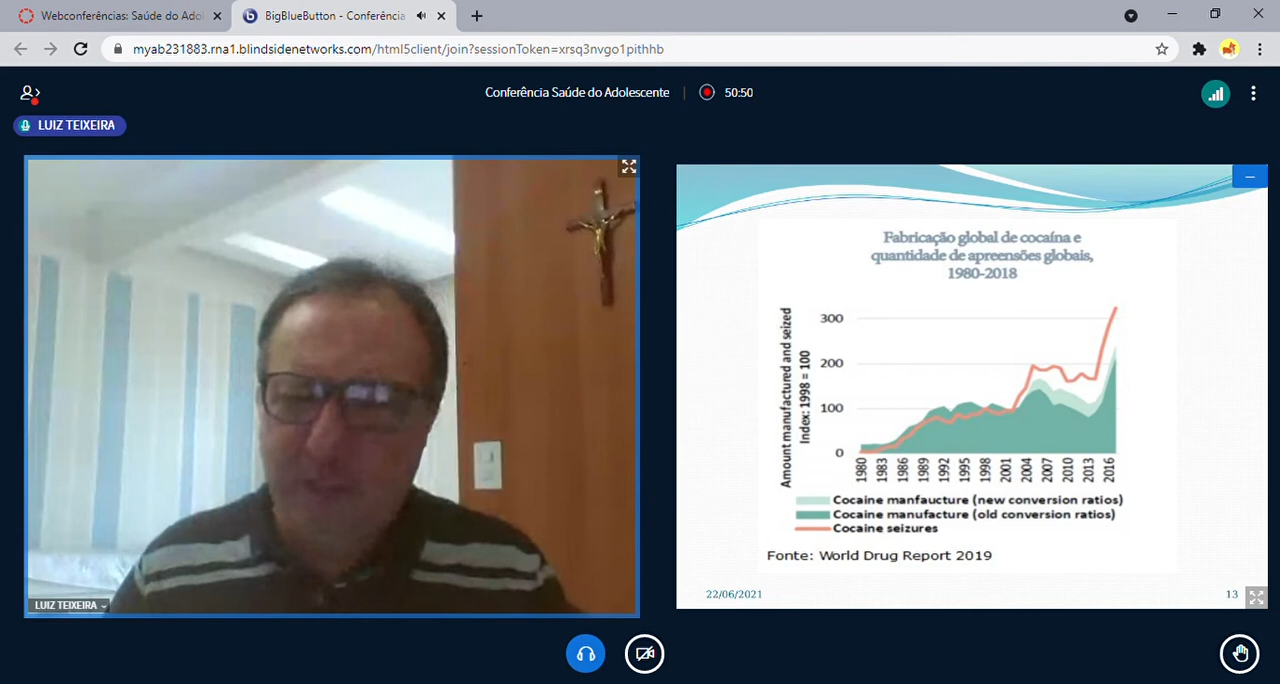 Webconferências: Saúde do Adol
BigBlueButton - Conferência
myab231883.rna1.blindsidenetworks.com/html5client/join?sessionToken=xrsq3nvgo1pithhb
Conferência Saúde do Adolescente
50:50
LUIZ TEIXEIRA
LUIZ TEIXEIRA
Fabricação global de cocaína e
quantidade de apreensões globais,
1980-2018
Amount manufactured and seized
Index: 1998 = 100
300
200
100
0
1980 1983 1986 1989 1992 1995 1998 2001 2004 2007 2010 2013 2016
Cocaine manfaucture (new conversion ratios)
Cocaine manufacture (old conversion ratios)
Cocaine seizures
Fonte: World Drug Report 2019
22/06/2021
13